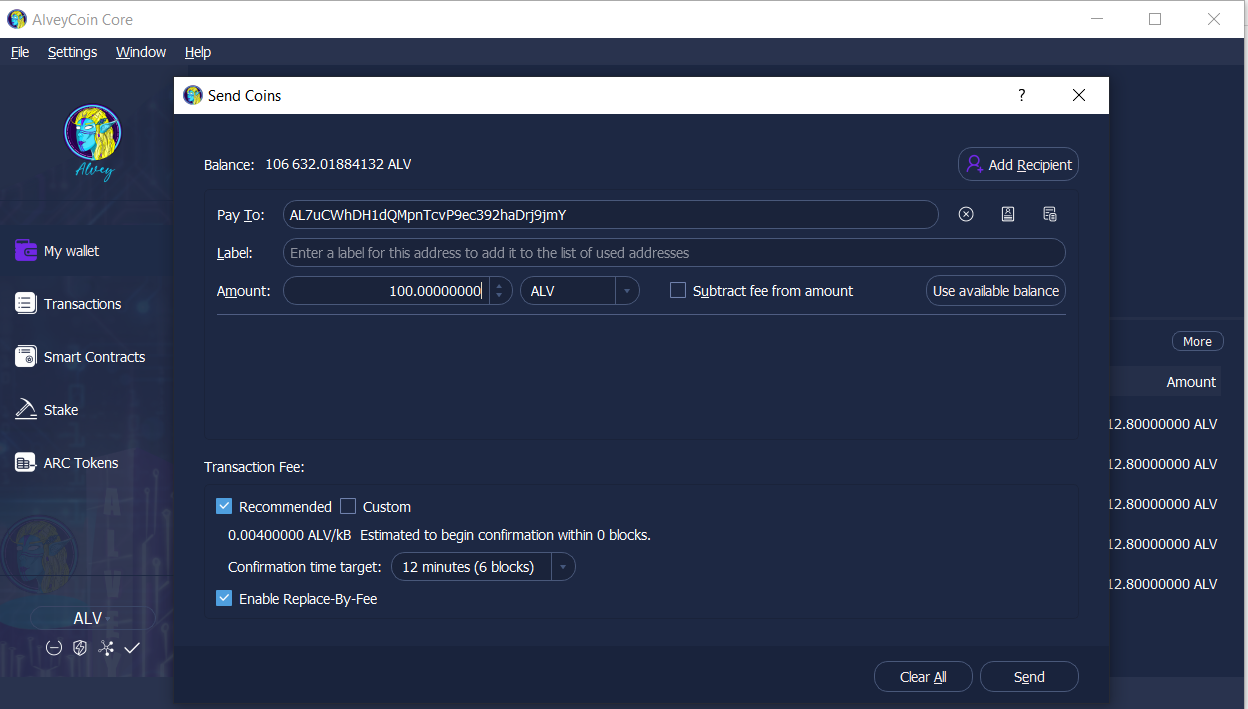 AlveyCoin Core
File Settings Window Help
Send Coins
?
Alvey
Balance: 106 632.01884132 ALV
Add Recipient
Pay To: AL7uCWhDH1dQMpnTcvP9ec392haDrj9jmY
Label: Enter a label for this address to add it to the list of used addresses
Amount: 100.00000000 ALV Subtract fee from amount Use available balance
My wallet
Transactions
Smart Contracts
Stake
ARC Tokens
More
Amount
12.80000000 ALV
12.80000000 ALV
12.80000000 ALV
12.80000000 ALV
12.80000000 ALV
Transaction Fee:
Recommended Custom
0.00400000 ALV/kB Estimated to begin confirmation within 0 blocks.
Confirmation time target: 12 minutes (6 blocks)
Enable Replace-By-Fee
ALV
Clear All Send